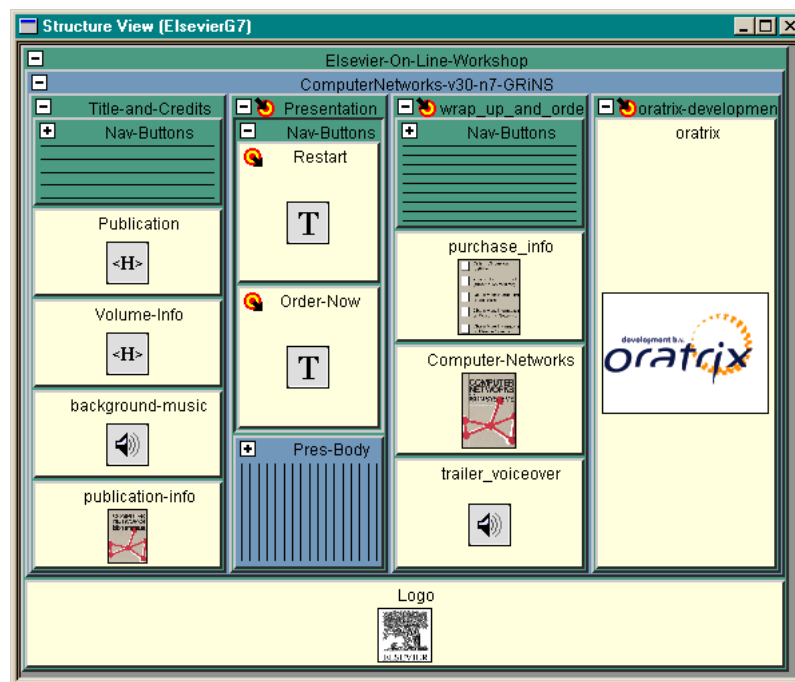 Structure View (ElsevierG7)
Elsevier-On-Line-Workshop
ComputerNetworks-v30-n7-GRiNS
Title-and-Credits
Nav-Buttons
Publication
<H>
Volume-Info
<H>
background-music
publication-info
Presentation
Nav-Buttons
Restart
T
Order-Now
T
Pres-Body
wrap_up_and_orde
Nav-Buttons
purchase_info
Computer-Networks
COMPUTER
NETWORKS
trailer_voiceover
oratrix-developmen
oratrix
development b.v.
oratrix
Logo
ELSEVIER